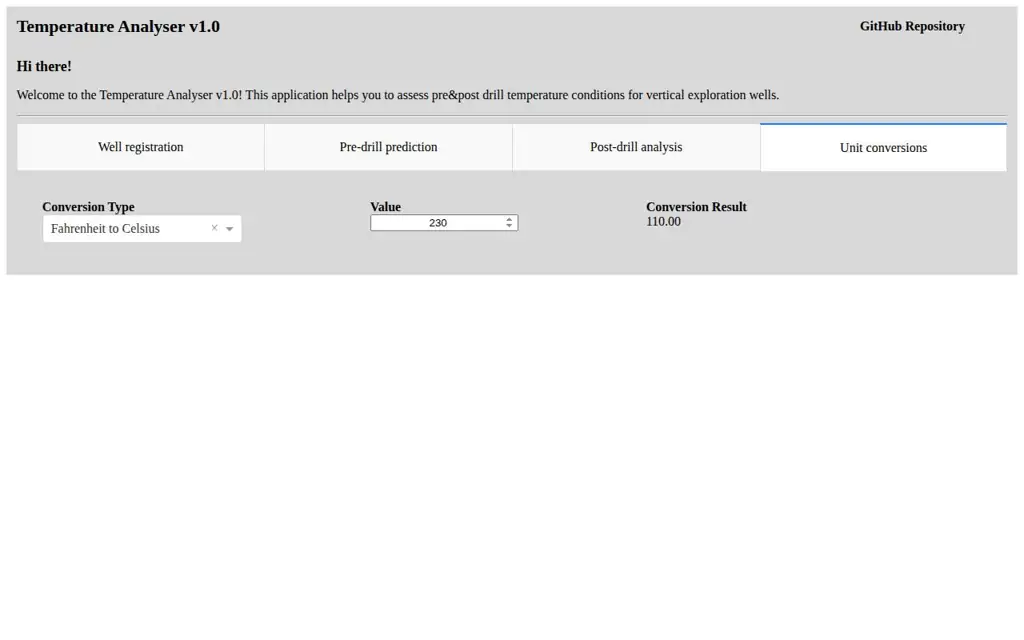 Temperature Analyser v1.0
GitHub Repository
Hi there!
Welcome to the Temperature Analyser v1.0! This application helps you to assess pre&post drill temperature conditions for vertical exploration wells.
Well registration
Pre-drill prediction
Post-drill analysis
Unit conversions
Conversion Type
Value
Conversion Result
Fahrenheit to Celsius ×
230
110.00